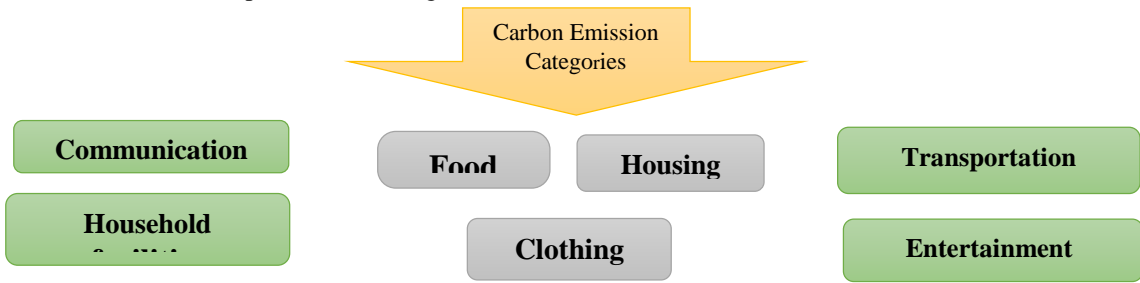 Carbon Emission
Categories
Communication
Food
Housing
Transportation
Household
Clothing
Entertainment